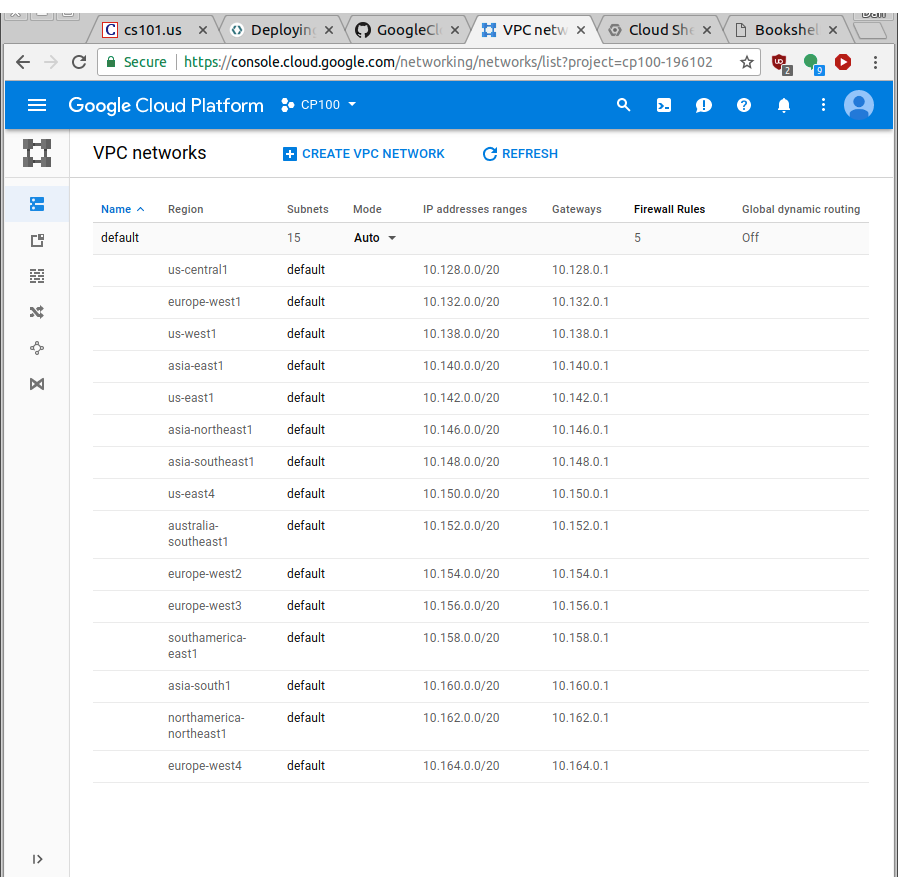 Dan
cs101.us
Deploying
GoogleCl
VPC netw
Cloud She
Bookshel
Secure
https://console.cloud.google.com/networking/networks/list?project=cp100-196102
2
9
Google Cloud Platform CP100
VPC networks CREATE VPC NETWORK REFRESH
Name Region Subnets Mode IP addresses ranges Gateways Firewall Rules Global dynamic routing
default 15 Auto 5 Off
us-central1 default 10.128.0.0/20 10.128.0.1
europe-west1 default 10.132.0.0/20 10.132.0.1
us-west1 default 10.138.0.0/20 10.138.0.1
asia-east1 default 10.140.0.0/20 10.140.0.1
us-east1 default 10.142.0.0/20 10.142.0.1
asia-northeast1 default 10.146.0.0/20 10.146.0.1
asia-southeast1 default 10.148.0.0/20 10.148.0.1
us-east4 default 10.150.0.0/20 10.150.0.1
australia- default 10.152.0.0/20 10.152.0.1
southeast1
europe-west2 default 10.154.0.0/20 10.154.0.1
europe-west3 default 10.156.0.0/20 10.156.0.1
southamerica- default 10.158.0.0/20 10.158.0.1
east1
asia-south1 default 10.160.0.0/20 10.160.0.1
northamerica- default 10.162.0.0/20 10.162.0.1
northeast1
europe-west4 default 10.164.0.0/20 10.164.0.1